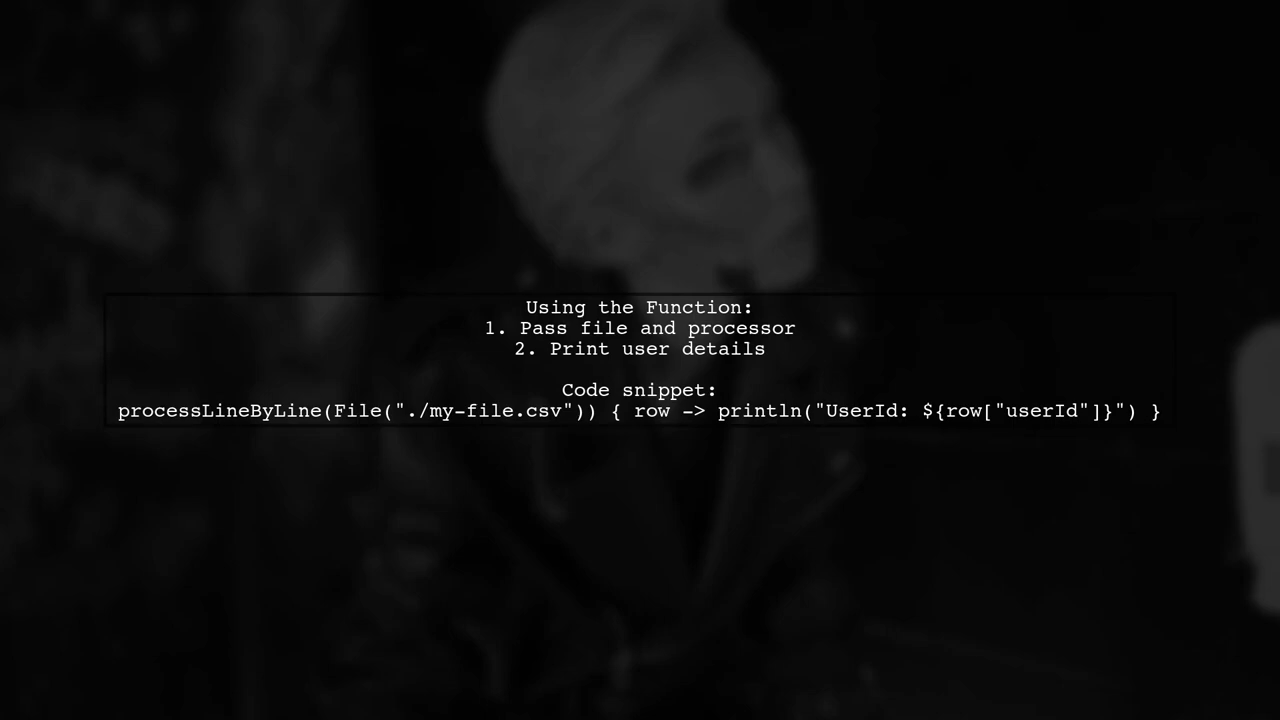 Using the Function:
1. Pass file and processor
2. Print user details
Code snippet:
processLineByLine(File("./my-file.csv")) { row -> println("UserId: ${row["userId"]}") }